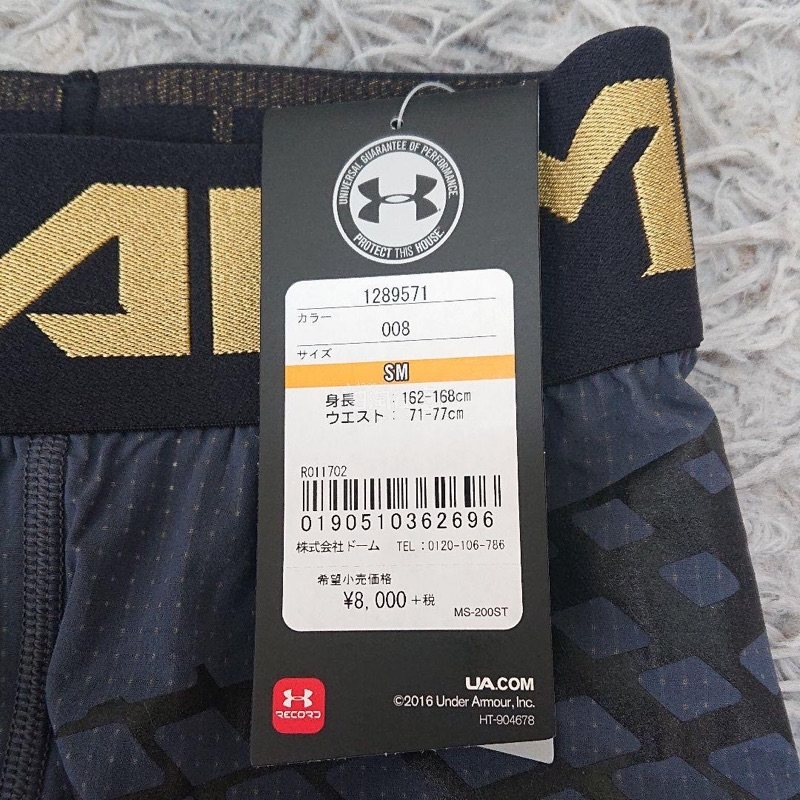 ARM
UNIVERSAL GUARANTEE OF PERFORMANCE.
PROTECT THIS HOUSE.
1289571
カラー
008
サイズ
SM
身長 : 162-168cm
ウエスト : 71-77cm
R011702
0190510362696
株式会社ドーム TEL:0120-106-786
希望小売価格
¥8,000 +税
MS-200ST
RECORD
UA.COM
©2016 Under Armour, Inc.
HT-904678